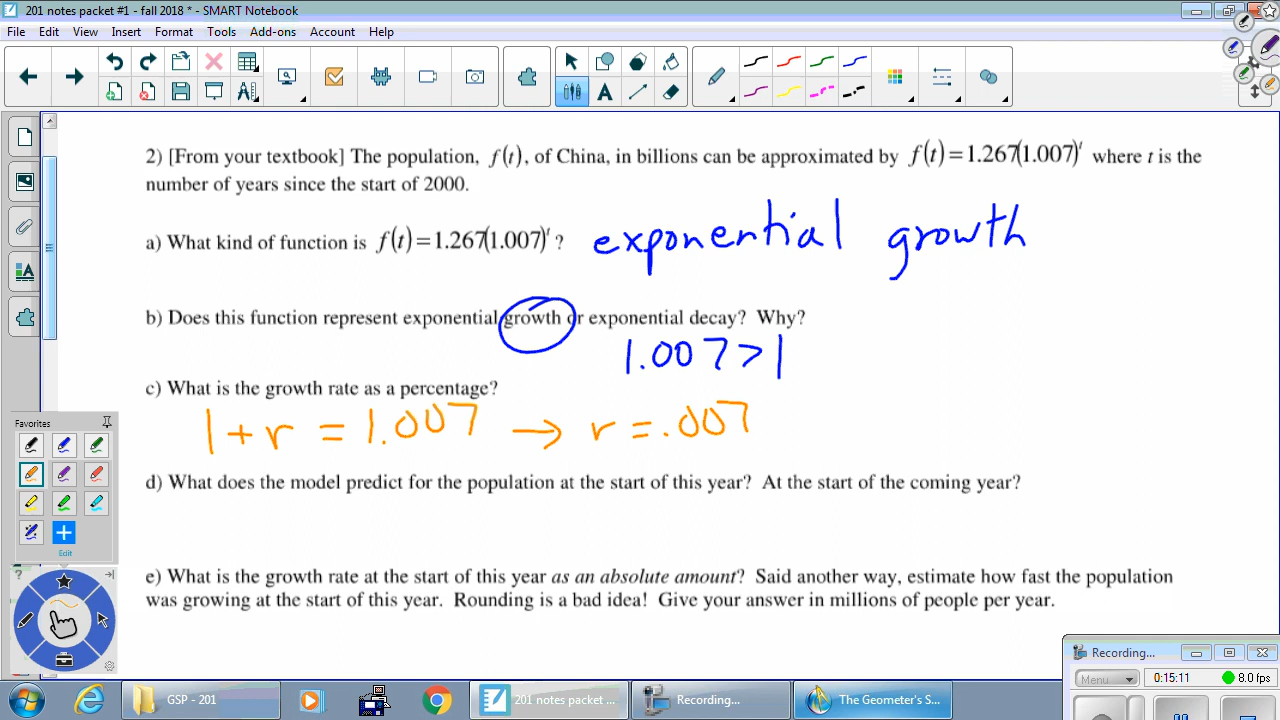 201 notes packet #1 - fall 2018 * - SMART Notebook
File Edit View Insert Format Tools Add-ons Account Help
2) [From your textbook] The population, f(t), of China, in billions can be approximated by f(t)=1.267(1.007)^t where t is the
number of years since the start of 2000.
a) What kind of function is f(t)=1.267(1.007)^t ? exponential growth
b) Does this function represent exponential growth or exponential decay? Why?
1.007 > 1
c) What is the growth rate as a percentage?
1 + r = 1.007 → r = .007
d) What does the model predict for the population at the start of this year? At the start of the coming year?
e) What is the growth rate at the start of this year as an absolute amount? Said another way, estimate how fast the population
was growing at the start of this year. Rounding is a bad idea! Give your answer in millions of people per year.
Favorites
Edit
?
Recording...
Menu
0:15:11
8.0 fps
GSP - 201
201 notes packet ...
Recording...
The Geometer's S...